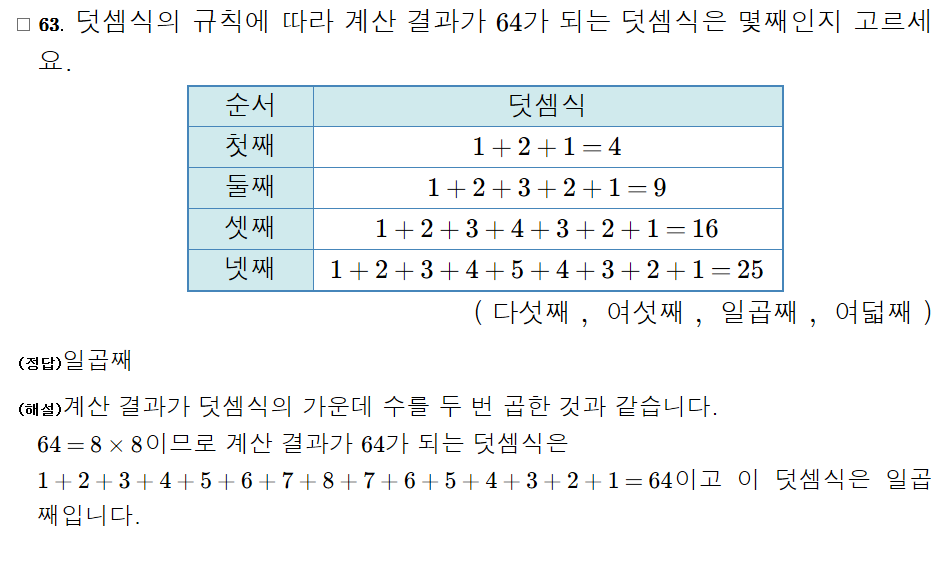 □ 63. 덧셈식의 규칙에 따라 계산 결과가 64가 되는 덧셈식은 몇째인지 고르세
요.
순서 덧셈식
첫째 1+2+1=4
둘째 1+2+3+2+1=9
셋째 1+2+3+4+3+2+1=16
넷째 1+2+3+4+5+4+3+2+1=25
( 다섯째 , 여섯째 , 일곱째 , 여덟째 )
(정답)일곱째
(해설)계산 결과가 덧셈식의 가운데 수를 두 번 곱한 것과 같습니다.
64=8×8이므로 계산 결과가 64가 되는 덧셈식은
1+2+3+4+5+6+7+8+7+6+5+4+3+2+1=64이고 이 덧셈식은 일곱
째입니다.